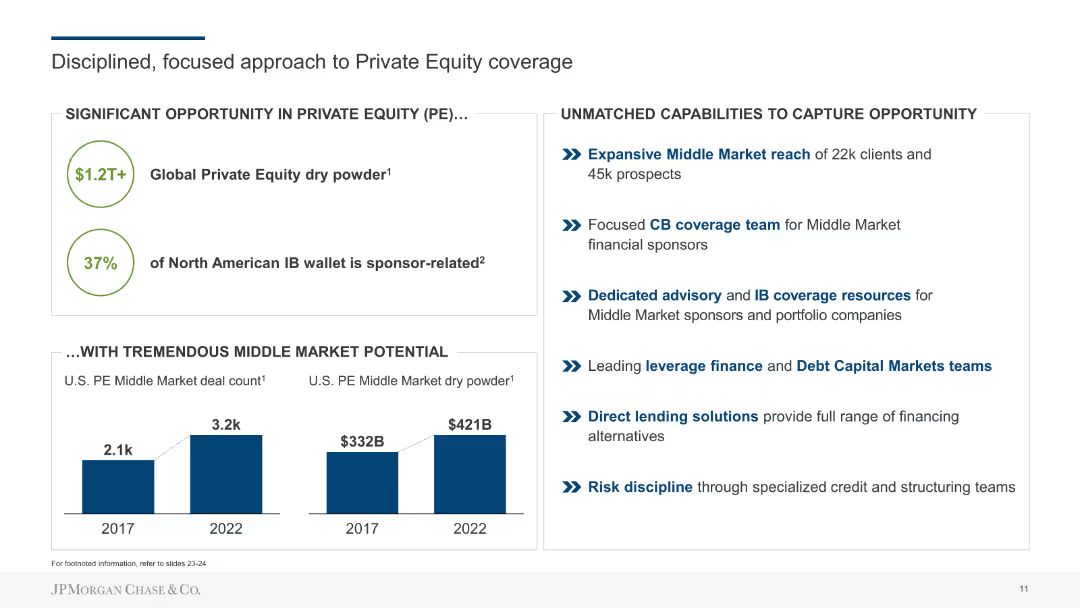 Disciplined, focused approach to Private Equity coverage
SIGNIFICANT OPPORTUNITY IN PRIVATE EQUITY (PE)…
$1.2T+
Global Private Equity dry powder¹
37%
of North American IB wallet is sponsor-related²
…WITH TREMENDOUS MIDDLE MARKET POTENTIAL
U.S. PE Middle Market deal count¹
2.1k
3.2k
2017
2022
U.S. PE Middle Market dry powder¹
$332B
$421B
2017
2022
UNMATCHED CAPABILITIES TO CAPTURE OPPORTUNITY
Expansive Middle Market reach of 22k clients and
45k prospects
Focused CB coverage team for Middle Market
financial sponsors
Dedicated advisory and IB coverage resources for
Middle Market sponsors and portfolio companies
Leading leverage finance and Debt Capital Markets teams
Direct lending solutions provide full range of financing
alternatives
Risk discipline through specialized credit and structuring teams
For footnoted information, refer to slides 23-24
JPMORGAN CHASE & CO.
11